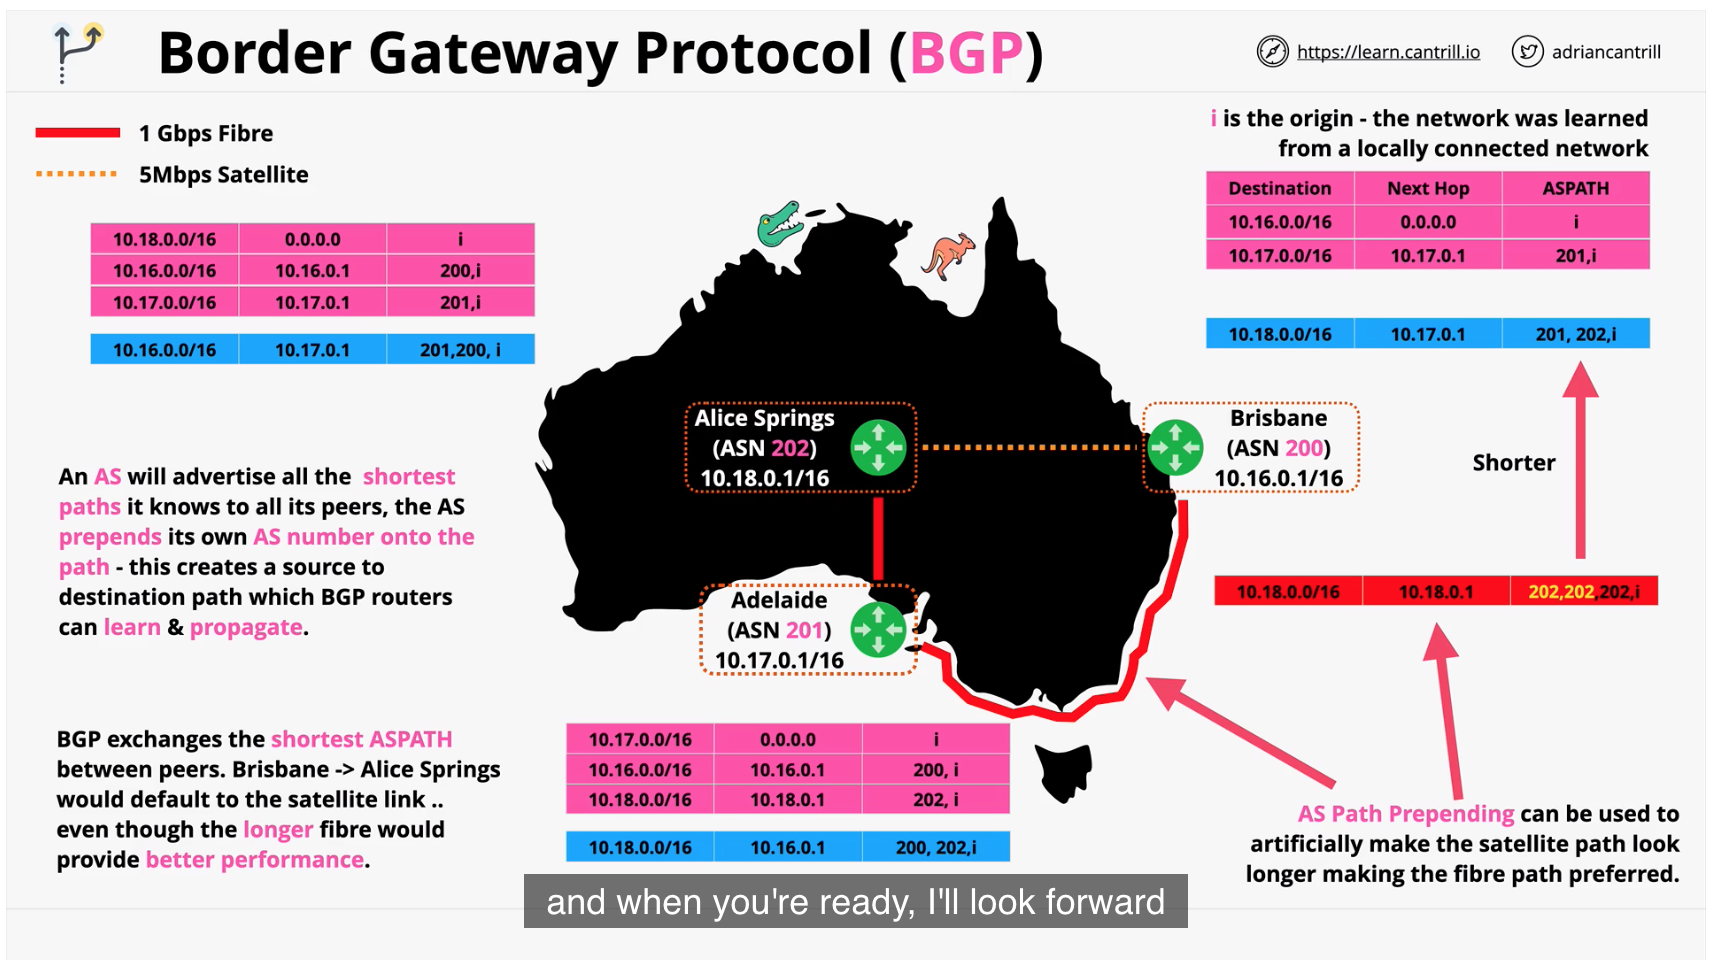 Border Gateway Protocol (BGP)
https://learn.cantrill.io
adriancantrill
1 Gbps Fibre
5Mbps Satellite
10.18.0.0/16 0.0.0.0 i
10.16.0.0/16 10.16.0.1 200,i
10.17.0.0/16 10.17.0.1 201,i
10.16.0.0/16 10.17.0.1 201,200, i
An AS will advertise all the shortest
paths it knows to all its peers, the AS
prepends its own AS number onto the
path - this creates a source to
destination path which BGP routers
can learn & propagate.
BGP exchanges the shortest ASPATH
between peers. Brisbane -> Alice Springs
would default to the satellite link ..
even though the longer fibre would
provide better performance.
Alice Springs
(ASN 202)
10.18.0.1/16
Brisbane
(ASN 200)
10.16.0.1/16
Adelaide
(ASN 201)
10.17.0.1/16
10.17.0.0/16 0.0.0.0 i
10.16.0.0/16 10.16.0.1 200, i
10.18.0.0/16 10.18.0.1 202, i
10.18.0.0/16 10.16.0.1 200, 202,i
i is the origin - the network was learned
from a locally connected network
Destination Next Hop ASPATH
10.16.0.0/16 0.0.0.0 i
10.17.0.0/16 10.17.0.1 201,i
10.18.0.0/16 10.17.0.1 201, 202,i
Shorter
10.18.0.0/16 10.18.0.1 202,202,202,i
AS Path Prepending can be used to
artificially make the satellite path look
longer making the fibre path preferred.
and when you're ready, I'll look forward